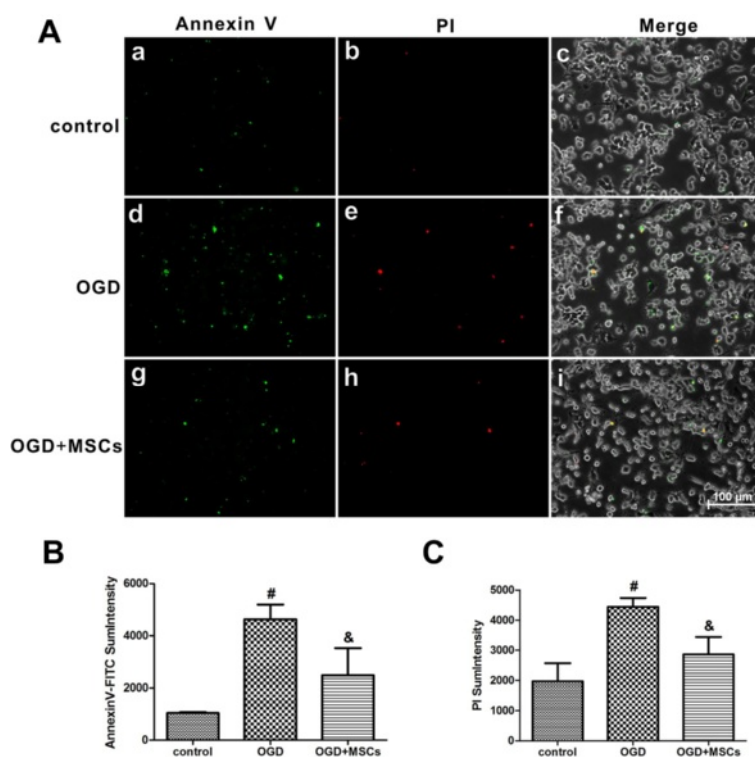 A
Annexin V PI Merge
control a b c
OGD d e f
OGD+MSCs g h i
100 μm
B
AnnexinV-FITC SumIntensity
6000
4000
2000
0
# &
control OGD OGD+MSCs
C
PI SumIntensity
5000
4000
3000
2000
1000
0
# &
control OGD OGD+MSCs